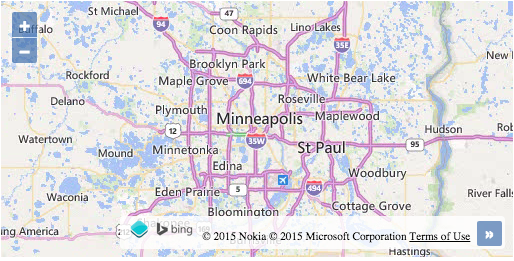 St Michael
47
Coon Rapids
Lino Lakes
94
Buffalo
35E
Brooklyn Park
Rockford
694
White Bear Lake
Maple Grove
Roseville
Delano
Plymouth
Minneapolis
Maplewood
12
Hudson
Watertown
35W
95
Mound
Minnetonka
St Paul
Edina
Woodbury
Waconia
Eden Prairie
5
494
River Falls
Bloomington
Cottage Grove
bing
© 2015 Nokia © 2015 Microsoft Corporation Terms of Use
»
Hastings